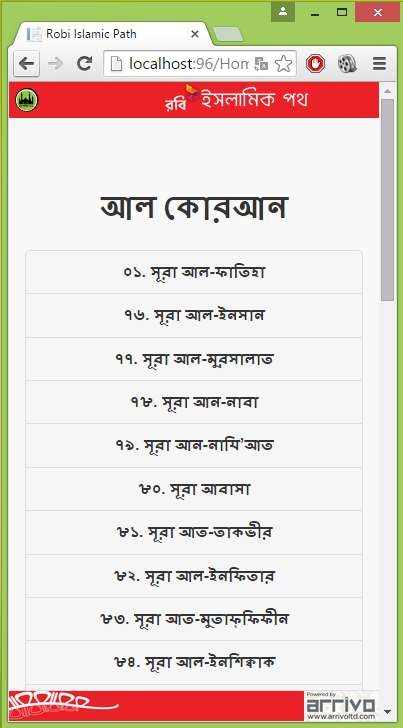 Robi Islamic Path
localhost:96/Hom
রবি ইসলামিক পথ
আল কোরআন
০১. সূরা আল-ফাতিহা
৭৬. সূরা আল-ইনসান
৭৭. সূরা আল-মুরসালাত
৭৮. সূরা আন-নাবা
৭৯. সূরা আন-নাযি'আত
৮০. সূরা আবাসা
৮১. সূরা আত-তাকভীর
৮২. সূরা আল-ইনফিতার
৮৩. সূরা আত-মুতাফ্ফিফীন
৮৪. সূরা আল-ইনশিক্বাক
Powered by
arrivo
www.arrivoltd.com